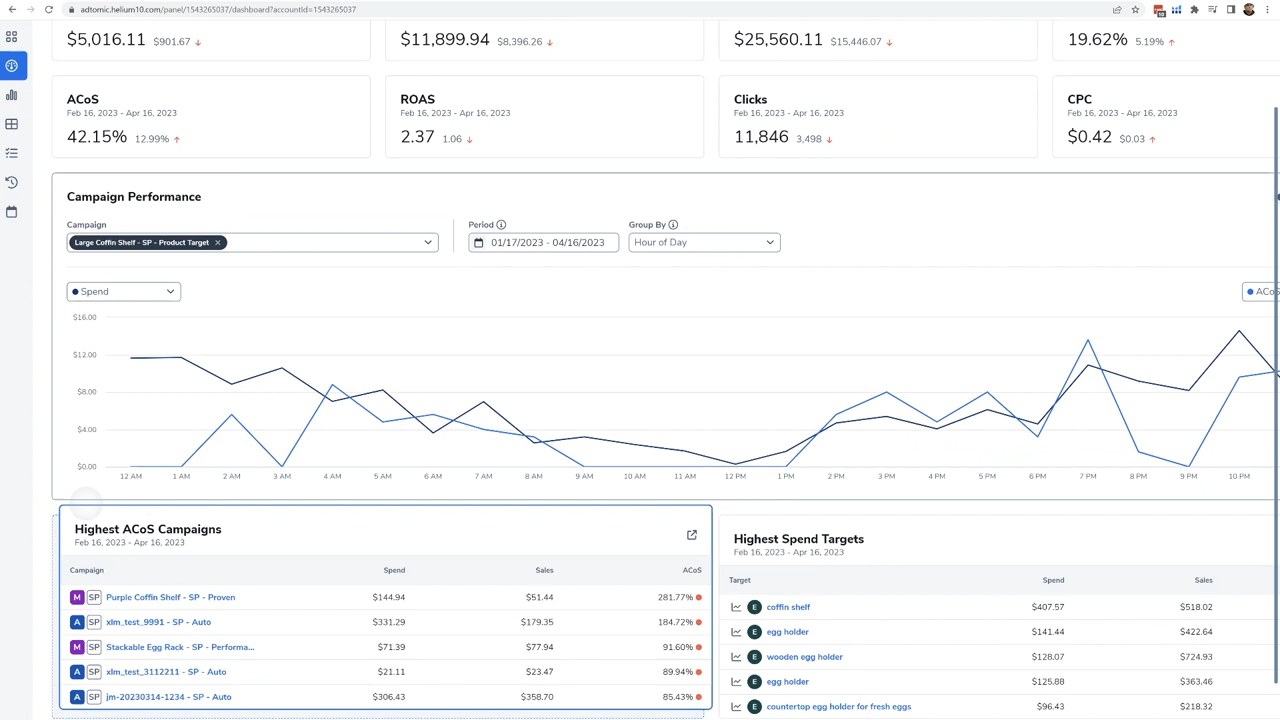 adtomic.helium10.com/panel/1543265037/dashboard?accountId=1543265037
$5,016.11 $901.67
$11,899.94 $8,396.26
$25,560.11 $15,446.07
19.62% 5.19%
ACoS
Feb 16, 2023 - Apr 16, 2023
42.15% 12.99%
ROAS
Feb 16, 2023 - Apr 16, 2023
2.37 1.06
Clicks
Feb 16, 2023 - Apr 16, 2023
11,846 3,498
CPC
Feb 16, 2023 - Apr 16, 2023
$0.42 $0.03
Campaign Performance
Campaign
Large Coffin Shelf - SP - Product Target
Period
01/17/2023 - 04/16/2023
Group By
Hour of Day
Spend
ACoS
$16.00
$12.00
$8.00
$4.00
$0.00
12 AM 1 AM 2 AM 3 AM 4 AM 5 AM 6 AM 7 AM 8 AM 9 AM 10 AM 11 AM 12 PM 1 PM 2 PM 3 PM 4 PM 5 PM 6 PM 7 PM 8 PM 9 PM 10 PM
Highest ACoS Campaigns
Feb 16, 2023 - Apr 16, 2023
Campaign Spend Sales ACoS
M SP Purple Coffin Shelf - SP - Proven $144.94 $51.44 281.77%
A SP xlm_test_9991 - SP - Auto $331.29 $179.35 184.72%
M SP Stackable Egg Rack - SP - Performa... $71.39 $77.94 91.60%
A SP xlm_test_3112211 - SP - Auto $21.11 $23.47 89.94%
A SP jm-20230314-1234 - SP - Auto $306.43 $358.70 85.43%
Highest Spend Targets
Feb 16, 2023 - Apr 16, 2023
Target Spend Sales
E coffin shelf $407.57 $518.02
E egg holder $141.44 $422.64
E wooden egg holder $128.07 $724.93
E egg holder $125.88 $363.46
E countertop egg holder for fresh eggs $96.43 $218.32